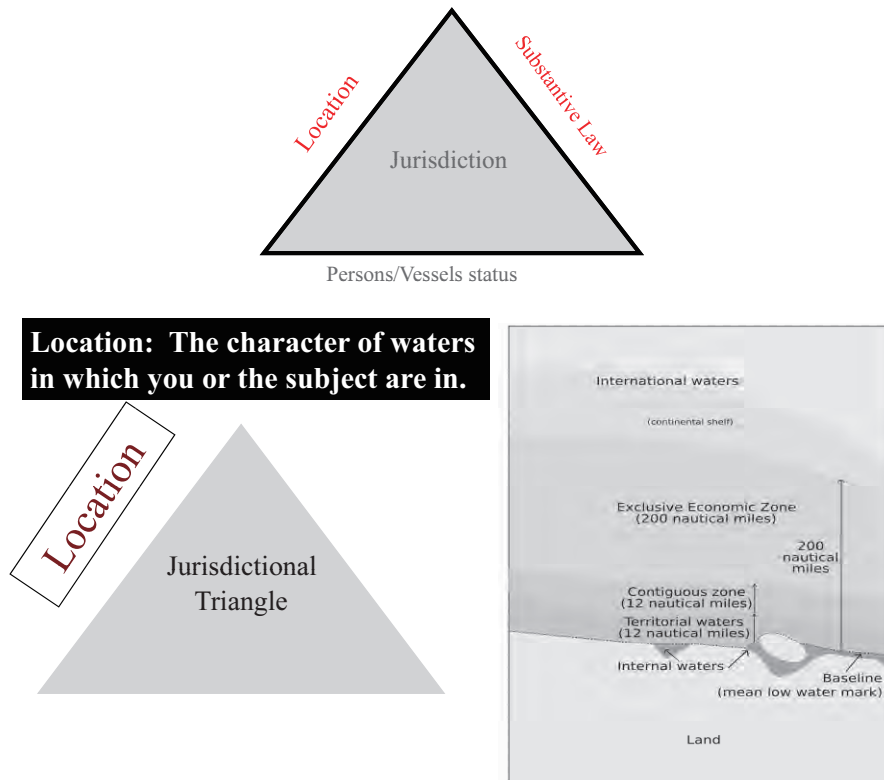 Location
Substantive Law
Jurisdiction
Persons/Vessels status
Location: The character of waters
in which you or the subject are in.
Location
Jurisdictional
Triangle
International waters
(continental shelf)
Exclusive Economic Zone
(200 nautical miles)
200
nautical
miles
Contiguous zone
(12 nautical miles)
Territorial waters
(12 nautical miles)
Internal waters
Baseline
(mean low water mark)
Land